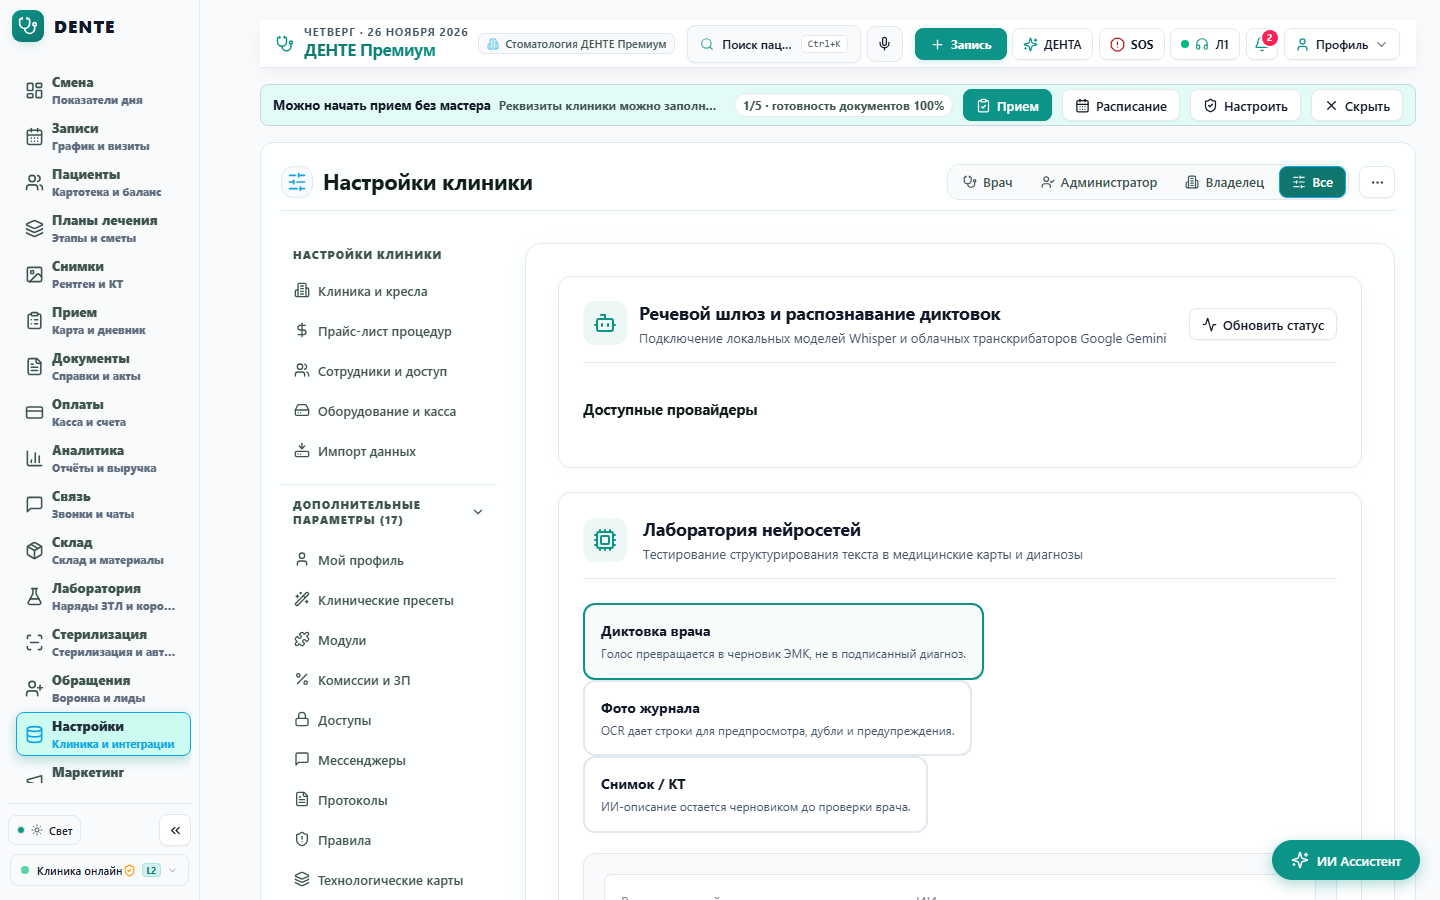 DENTE
Смена
Показатели дня
Записи
График и визиты
Пациенты
Картотека и баланс
Планы лечения
Этапы и сметы
Снимки
Рентген и КТ
Прием
Карта и дневник
Документы
Справки и акты
Оплаты
Касса и счета
Аналитика
Отчёты и выручка
Связь
Звонки и чаты
Склад
Склад и материалы
Лаборатория
Наряды ЗТЛ и коро...
Стерилизация
Стерилизация и авт...
Обращения
Воронка и лиды
Настройки
Клиника и интеграции
Маркетинг
Свет
Клиника онлайн L2
ЧЕТВЕРГ · 26 НОЯБРЯ 2026
ДЕНТЕ Премиум
Стоматология ДЕНТЕ Премиум
Поиск пац... Ctrl+K
Запись
ДЕНТА
SOS
Л1
2
Профиль
Можно начать прием без мастера Реквизиты клиники можно заполн...
1/5 · готовность документов 100%
Прием
Расписание
Настроить
Скрыть
Настройки клиники
Врач
Администратор
Владелец
Все
НАСТРОЙКИ КЛИНИКИ
Клиника и кресла
Прайс-лист процедур
Сотрудники и доступ
Оборудование и касса
Импорт данных
ДОПОЛНИТЕЛЬНЫЕ
ПАРАМЕТРЫ (17)
Мой профиль
Клинические пресеты
Модули
Комиссии и ЗП
Доступы
Мессенджеры
Протоколы
Правила
Технологические карты
Речевой шлюз и распознавание диктовок
Подключение локальных моделей Whisper и облачных транскрибаторов Google Gemini
Обновить статус
Доступные провайдеры
Лаборатория нейросетей
Тестирование структурирования текста в медицинские карты и диагнозы
Диктовка врача
Голос превращается в черновик ЭМК, не в подписанный диагноз.
Фото журнала
OCR дает строки для предпросмотра, дубли и предупреждения.
Снимок / КТ
ИИ-описание остается черновиком до проверки врача.
ИИ Ассистент